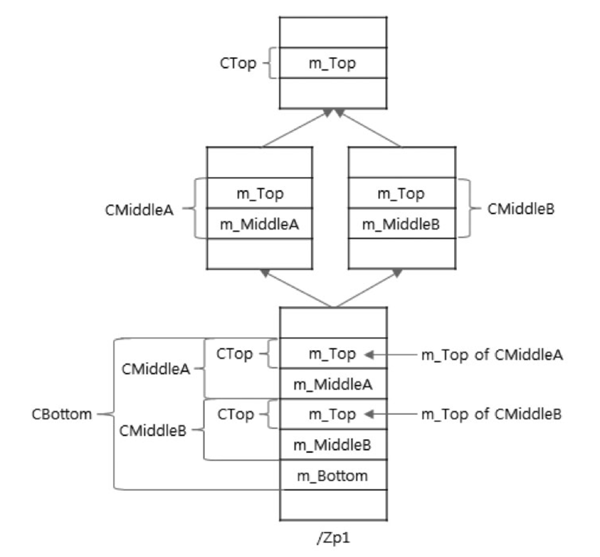 CTop m_Top
CMiddleA m_Top m_Top CMiddleB
m_MiddleA m_MiddleB
CTop m_Top m_Top of CMiddleA
CMiddleA m_MiddleA
CBottom CMiddleB CTop m_Top m_Top of CMiddleB
m_MiddleB
m_Bottom
/Zp1